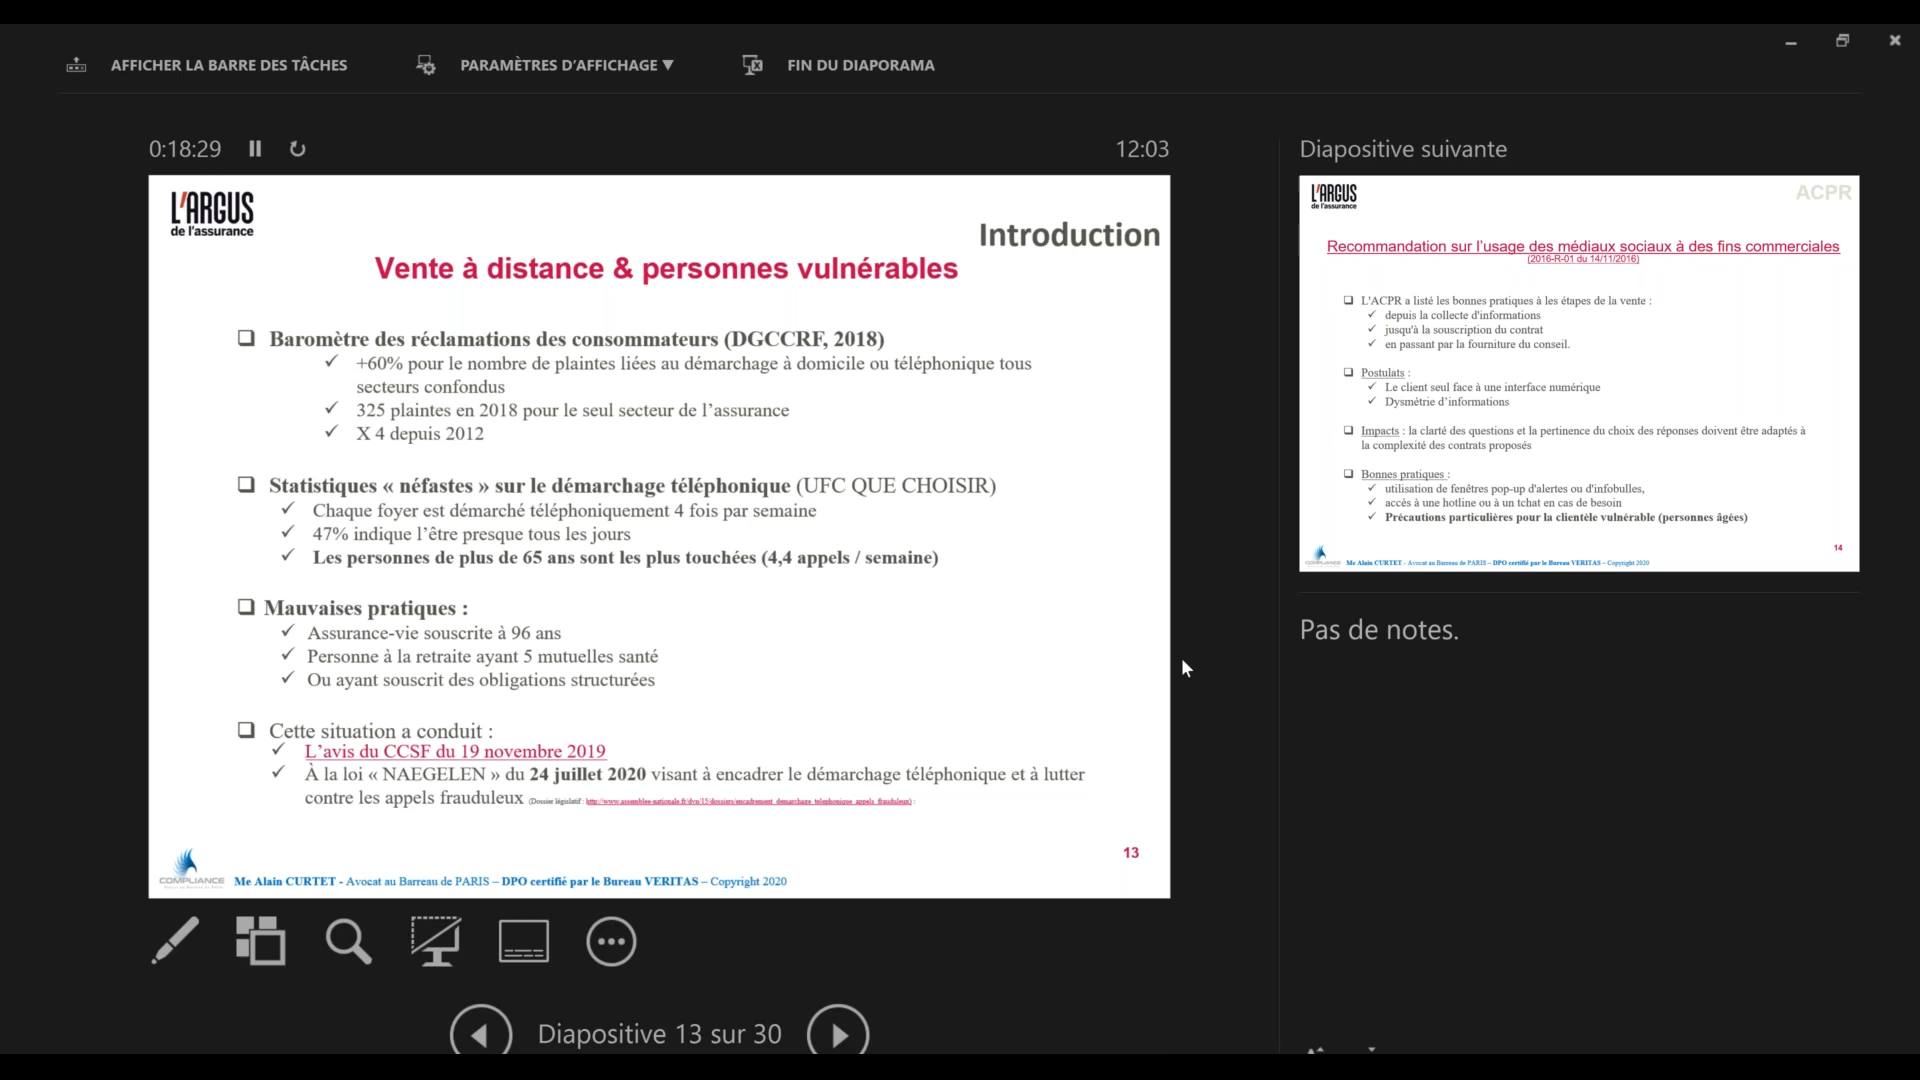 AFFICHER LA BARRE DES TÂCHES
PARAMÈTRES D'AFFICHAGE ▼
FIN DU DIAPORAMA
0:18:29
12:03
L'ARGUS
de l'assurance
Introduction
Vente à distance & personnes vulnérables
Baromètre des réclamations des consommateurs (DGCCRF, 2018)
+60% pour le nombre de plaintes liées au démarchage à domicile ou téléphonique tous
secteurs confondus
325 plaintes en 2018 pour le seul secteur de l'assurance
X 4 depuis 2012
Statistiques « néfastes » sur le démarchage téléphonique (UFC QUE CHOISIR)
Chaque foyer est démarché téléphoniquement 4 fois par semaine
47% indique l'être presque tous les jours
Les personnes de plus de 65 ans sont les plus touchées (4,4 appels / semaine)
Mauvaises pratiques :
Assurance-vie souscrite à 96 ans
Personne à la retraite ayant 5 mutuelles santé
Ou ayant souscrit des obligations structurées
Cette situation a conduit :
L'avis du CCSF du 19 novembre 2019
À la loi « NAEGELEN » du 24 juillet 2020 visant à encadrer le démarchage téléphonique et à lutter
contre les appels frauduleux (Dossier législatif : http://www.assemblee-nationale.fr/dyn/15/dossiers/encadrement_demarchage_telephonique_appels_frauduleux) :
13
COMPLIANCE
Me Alain CURTET - Avocat au Barreau de PARIS – DPO certifié par le Bureau VERITAS – Copyright 2020
Diapositive 13 sur 30
Diapositive suivante
L'ARGUS
de l'assurance
ACPR
Recommandation sur l'usage des médiaux sociaux à des fins commerciales
(2016-R-01 du 14/11/2016)
L'ACPR a listé les bonnes pratiques à les étapes de la vente :
depuis la collecte d'informations
jusqu'à la souscription du contrat
en passant par la fourniture du conseil.
Postulats :
Le client seul face à une interface numérique
Dysmétrie d'informations
Impacts : la clarté des questions et la pertinence du choix des réponses doivent être adaptés à
la complexité des contrats proposés
Bonnes pratiques :
utilisation de fenêtres pop-up d'alertes ou d'infobulles,
accès à une hotline ou à un tchat en cas de besoin
Précautions particulières pour la clientèle vulnérable (personnes âgées)
14
COMPLIANCE
Me Alain CURTET - Avocat au Barreau de PARIS – DPO certifié par le Bureau VERITAS – Copyright 2020
Pas de notes.